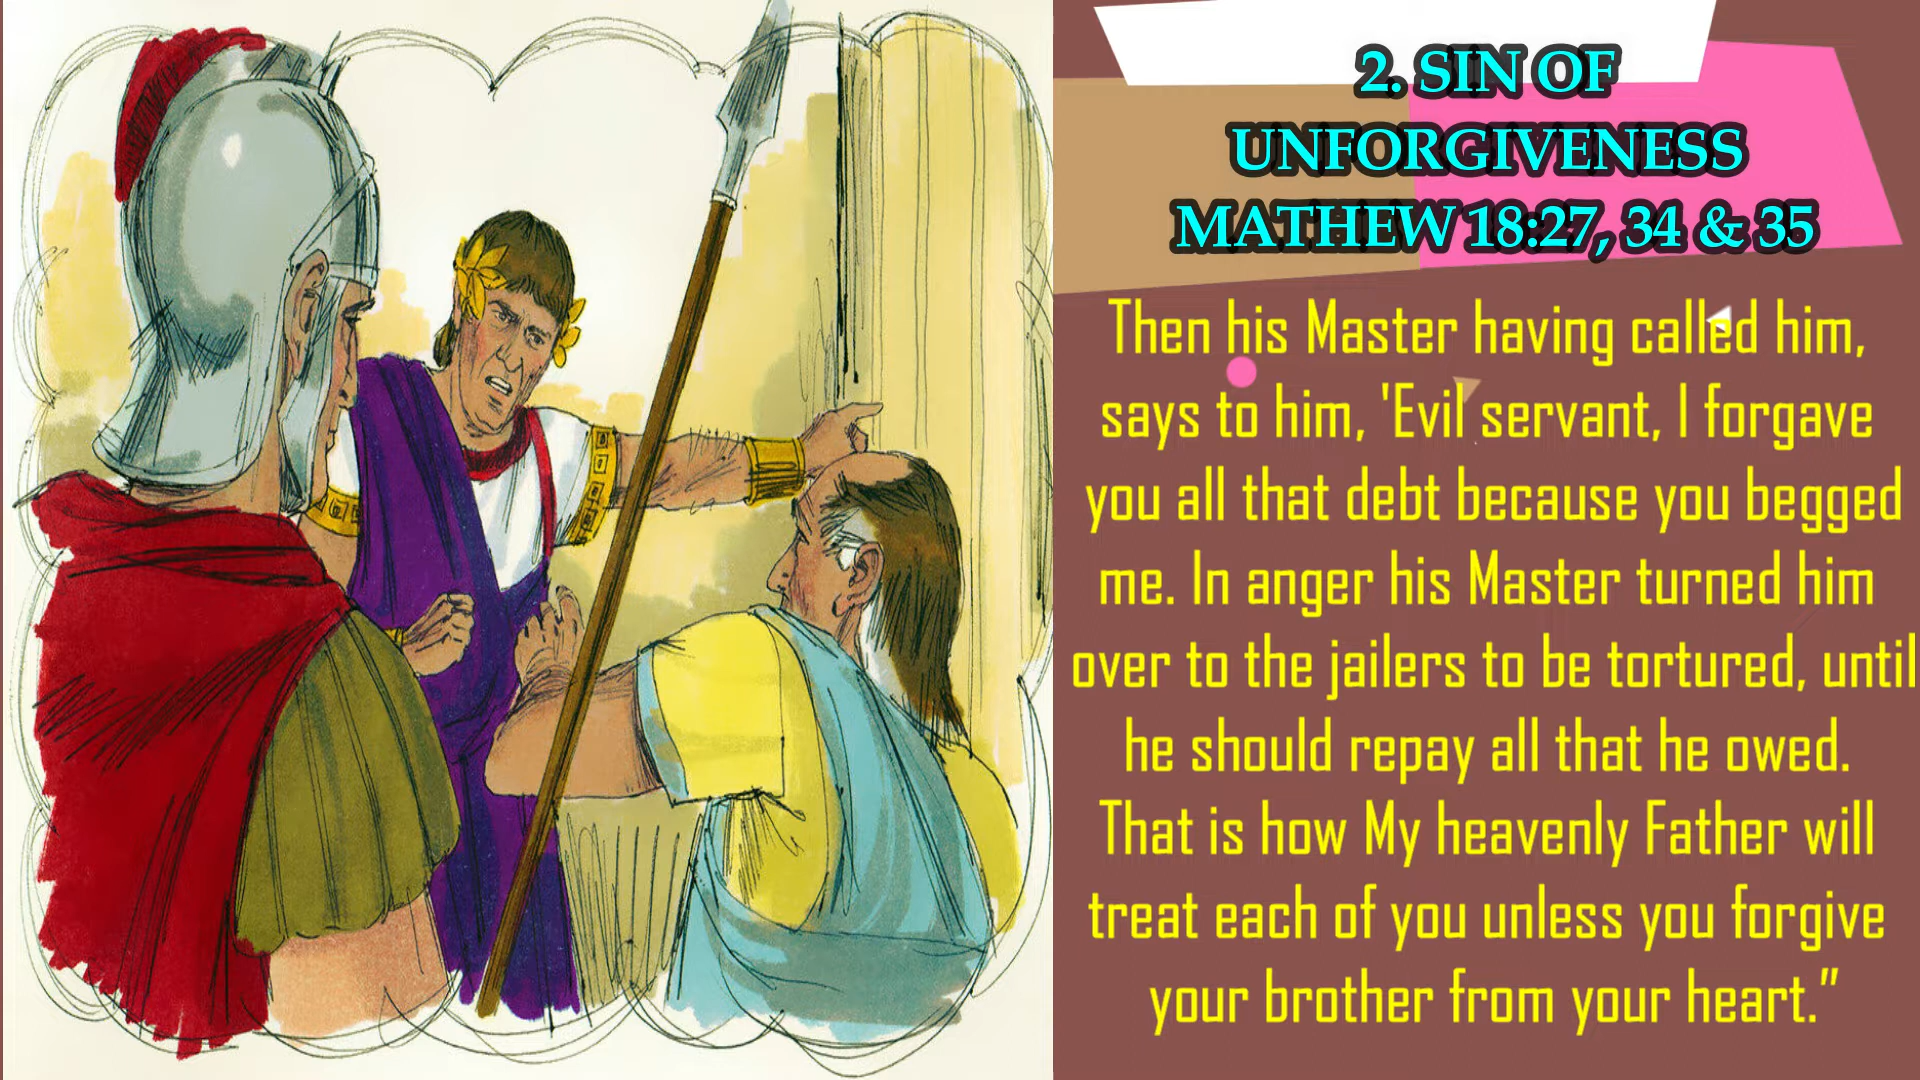 2. SIN OF
UNFORGIVENESS
MATHEW 18:27, 34 & 35
Then his Master having called him,
says to him, 'Evil servant, I forgave
you all that debt because you begged
me. In anger his Master turned him
over to the jailers to be tortured, until
he should repay all that he owed.
That is how My heavenly Father will
treat each of you unless you forgive
your brother from your heart.”